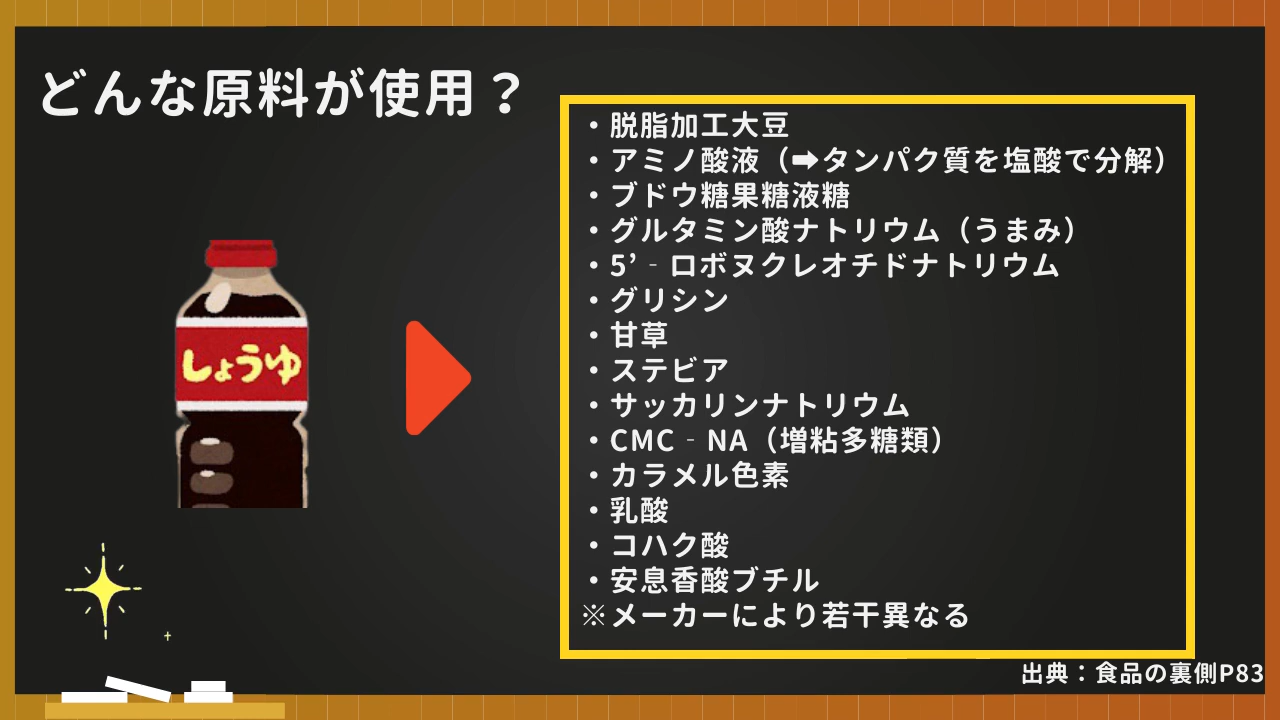 どんな原料が使用？
・脱脂加工大豆
・アミノ酸液（➡タンパク質を塩酸で分解）
・ブドウ糖果糖液糖
・グルタミン酸ナトリウム（うまみ）
・5’‐ロボヌクレオチドナトリウム
・グリシン
・甘草
・ステビア
・サッカリンナトリウム
・CMC‐NA（増粘多糖類）
・カラメル色素
・乳酸
・コハク酸
・安息香酸ブチル
※メーカーにより若干異なる
しょうゆ
出典：食品の裏側P83